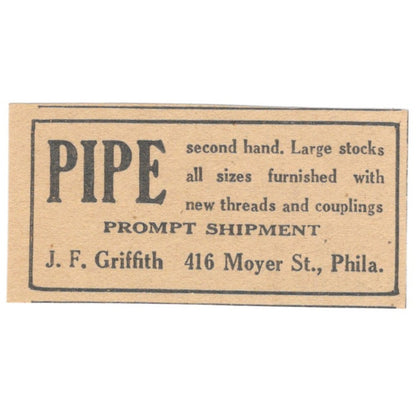 PIPE second hand. Large stocks
all sizes furnished with
new threads and couplings
PROMPT SHIPMENT
J. F. Griffith 416 Moyer St., Phila.